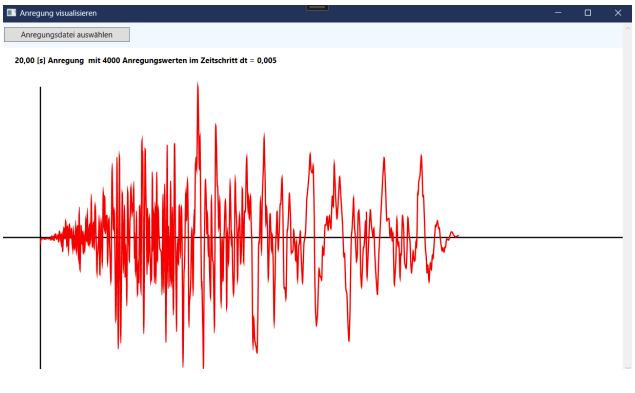 Anregung visualisieren
Anregungsdatei auswählen
20,00 [s] Anregung  mit 4000 Anregungswerten im Zeitschritt dt = 0,005